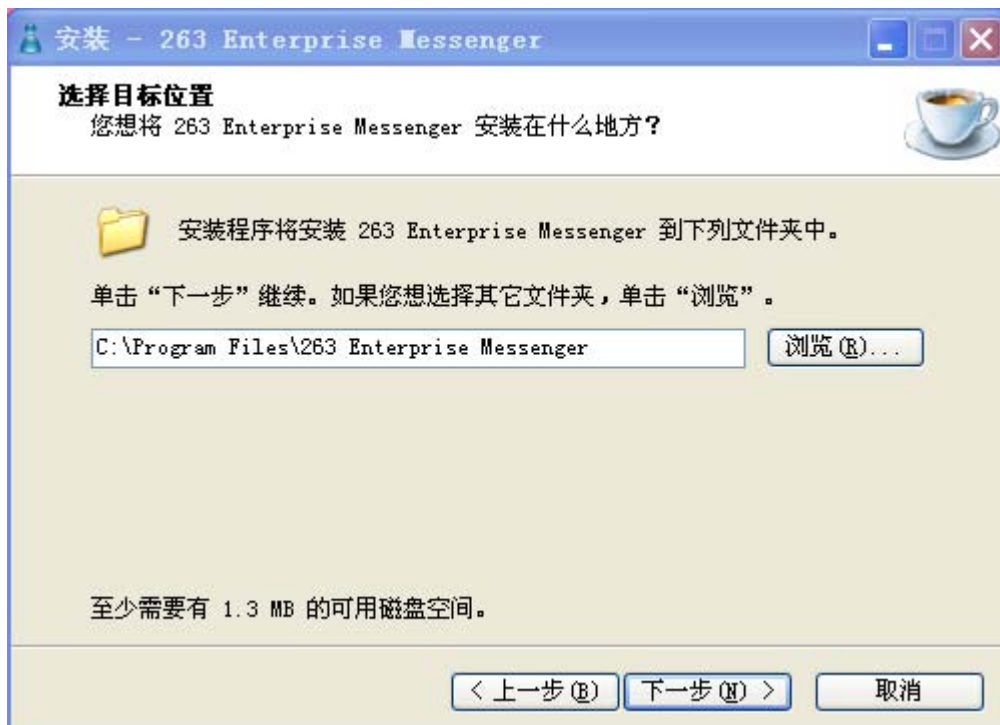 安装 - 263 Enterprise Messenger
选择目标位置
您想将 263 Enterprise Messenger 安装在什么地方?
安装程序将安装 263 Enterprise Messenger 到下列文件夹中。
单击“下一步”继续。如果您想选择其它文件夹,单击“浏览”。
C:\Program Files\263 Enterprise Messenger
浏览(R)...
至少需要有 1.3 MB 的可用磁盘空间。
< 上一步(B) 下一步(N) > 取消